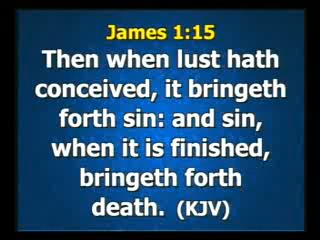 James 1:15
Then when lust hath
conceived, it bringeth
forth sin: and sin,
when it is finished,
bringeth forth
death. (KJV)